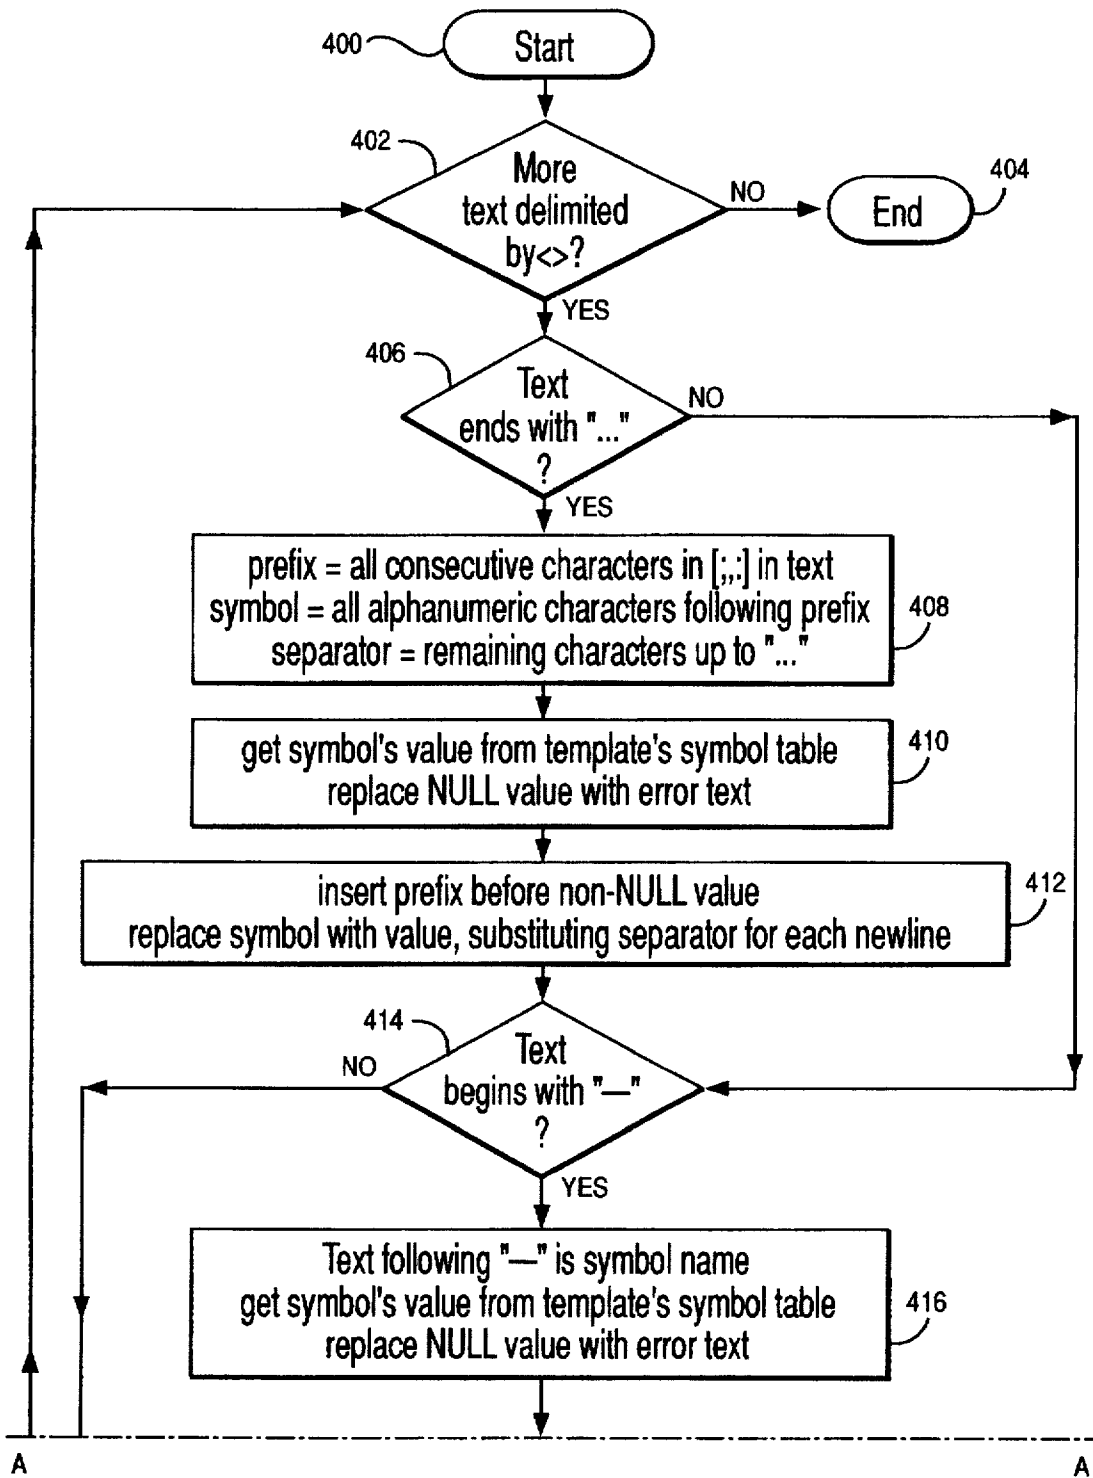 400
Start
402
More
text delimited
by<>?
NO
End
404
YES
406
Text
ends with "..."
?
NO
YES
prefix = all consecutive characters in [;,:] in text
symbol = all alphanumeric characters following prefix
separator = remaining characters up to "..."
408
get symbol's value from template's symbol table
replace NULL value with error text
410
insert prefix before non-NULL value
replace symbol with value, substituting separator for each newline
412
414
Text
begins with "—"
?
NO
YES
Text following "—" is symbol name
get symbol's value from template's symbol table
replace NULL value with error text
416
A
A